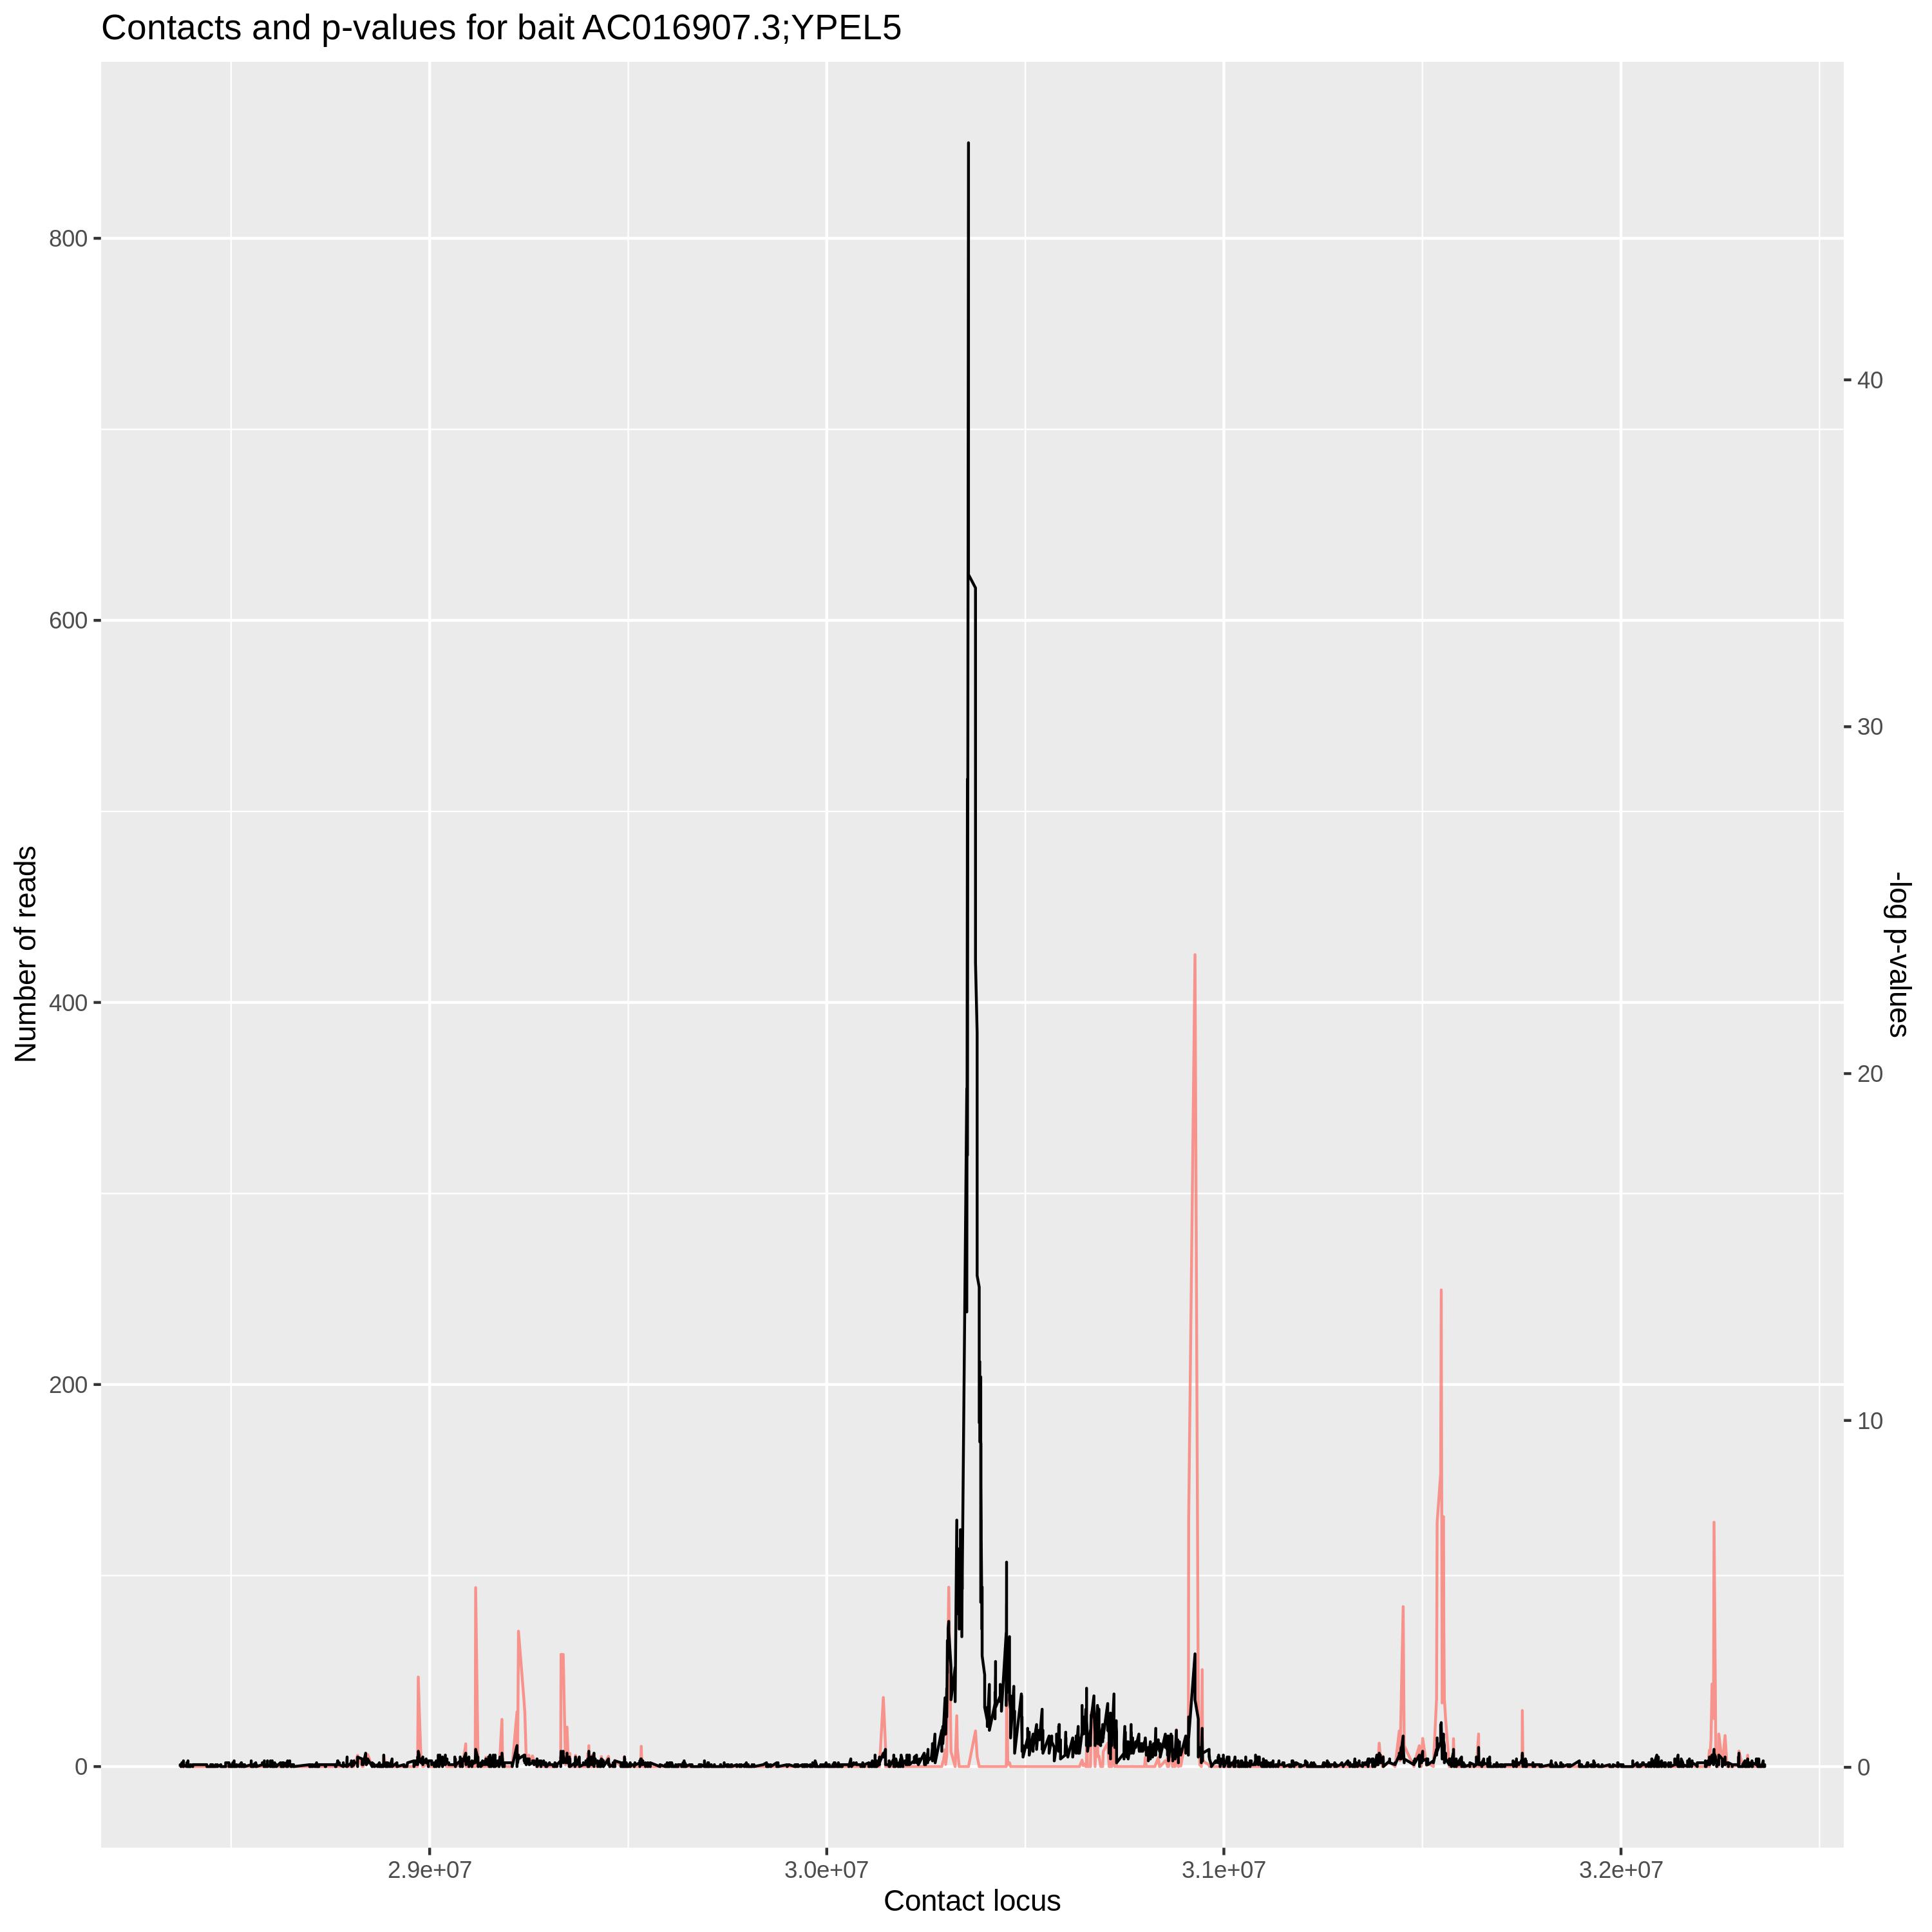 Contacts and p-values for bait AC016907.3;YPEL5
800
600
400
200
0
Number of reads
40
30
20
10
0
-log p-values
2.9e+07
3.0e+07
3.1e+07
3.2e+07
Contact locus